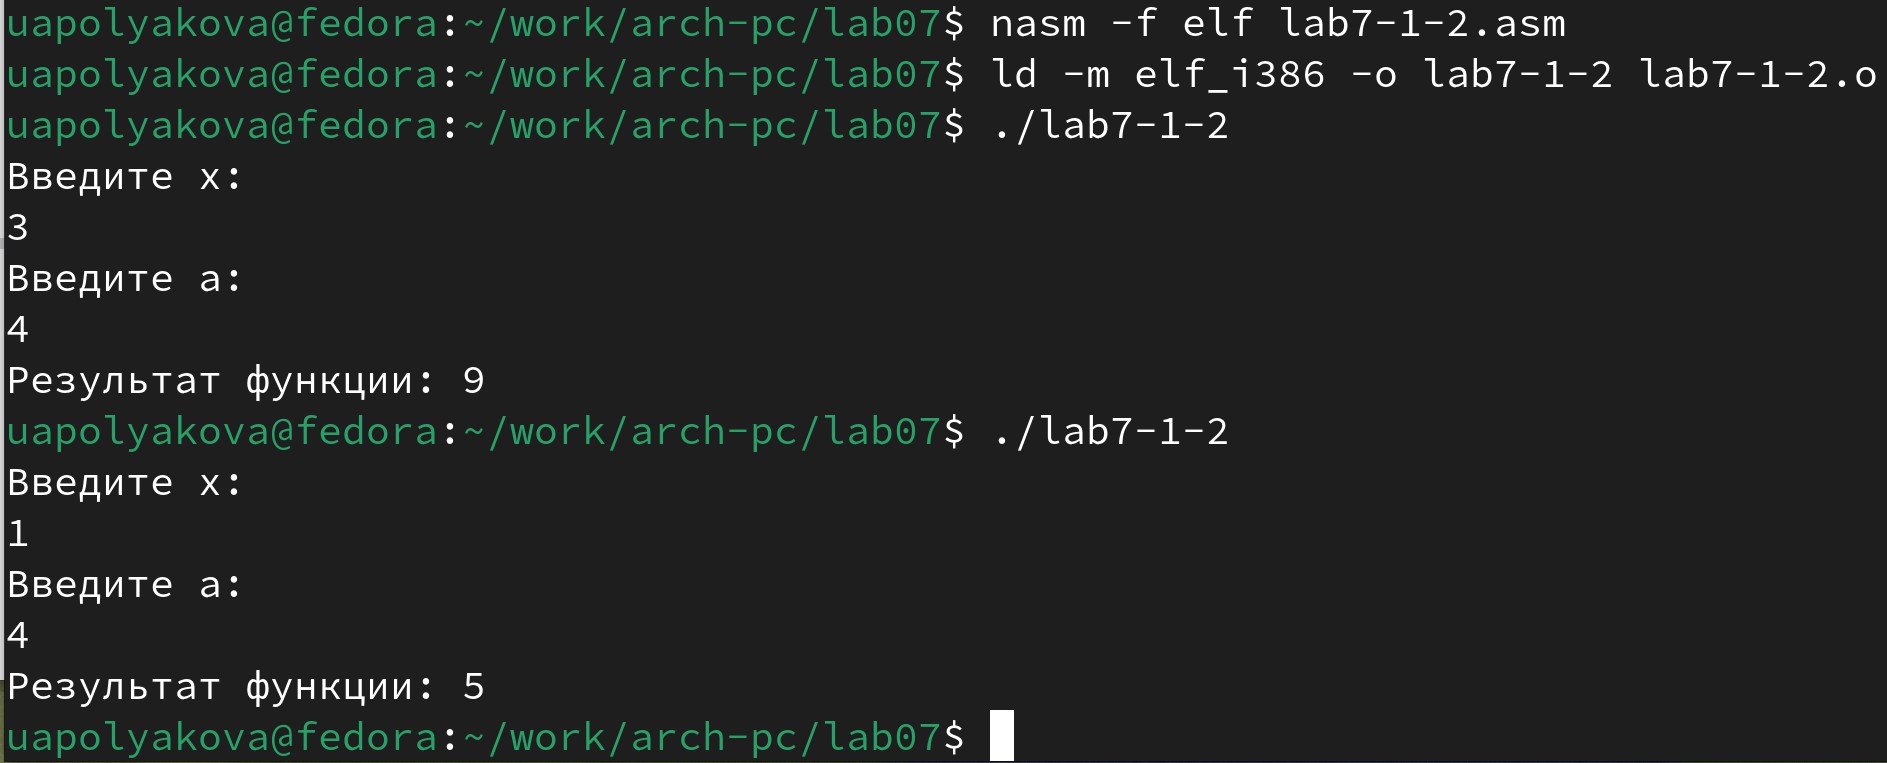 uapolyakova@fedora:~/work/arch-pc/lab07$ nasm -f elf lab7-1-2.asm
uapolyakova@fedora:~/work/arch-pc/lab07$ ld -m elf_i386 -o lab7-1-2 lab7-1-2.o
uapolyakova@fedora:~/work/arch-pc/lab07$ ./lab7-1-2
Введите x:
3
Введите a:
4
Результат функции: 9
uapolyakova@fedora:~/work/arch-pc/lab07$ ./lab7-1-2
Введите x:
1
Введите a:
4
Результат функции: 5
uapolyakova@fedora:~/work/arch-pc/lab07$